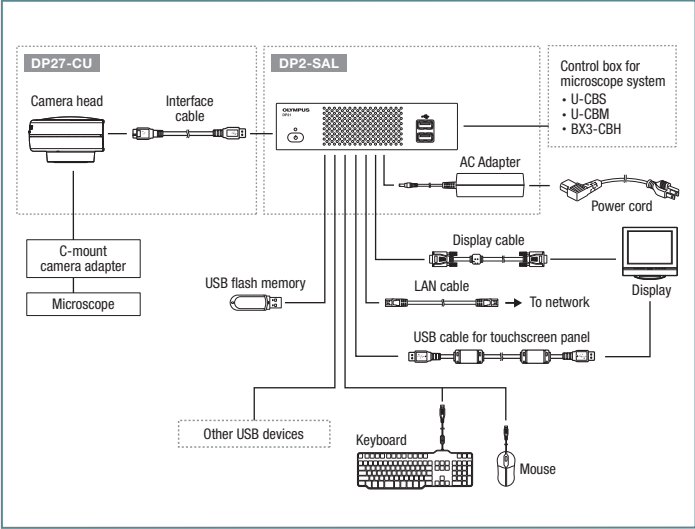 DP27-CU
DP2-SAL
Camera head
Interface
cable
OLYMPUS
Control box for
microscope system
• U-CBS
• U-CBM
• BX3-CBH
AC Adapter
Power cord
C-mount
camera adapter
Microscope
Display cable
USB flash memory
LAN cable
To network
Display
USB cable for touchscreen panel
Other USB devices
Keyboard
Mouse